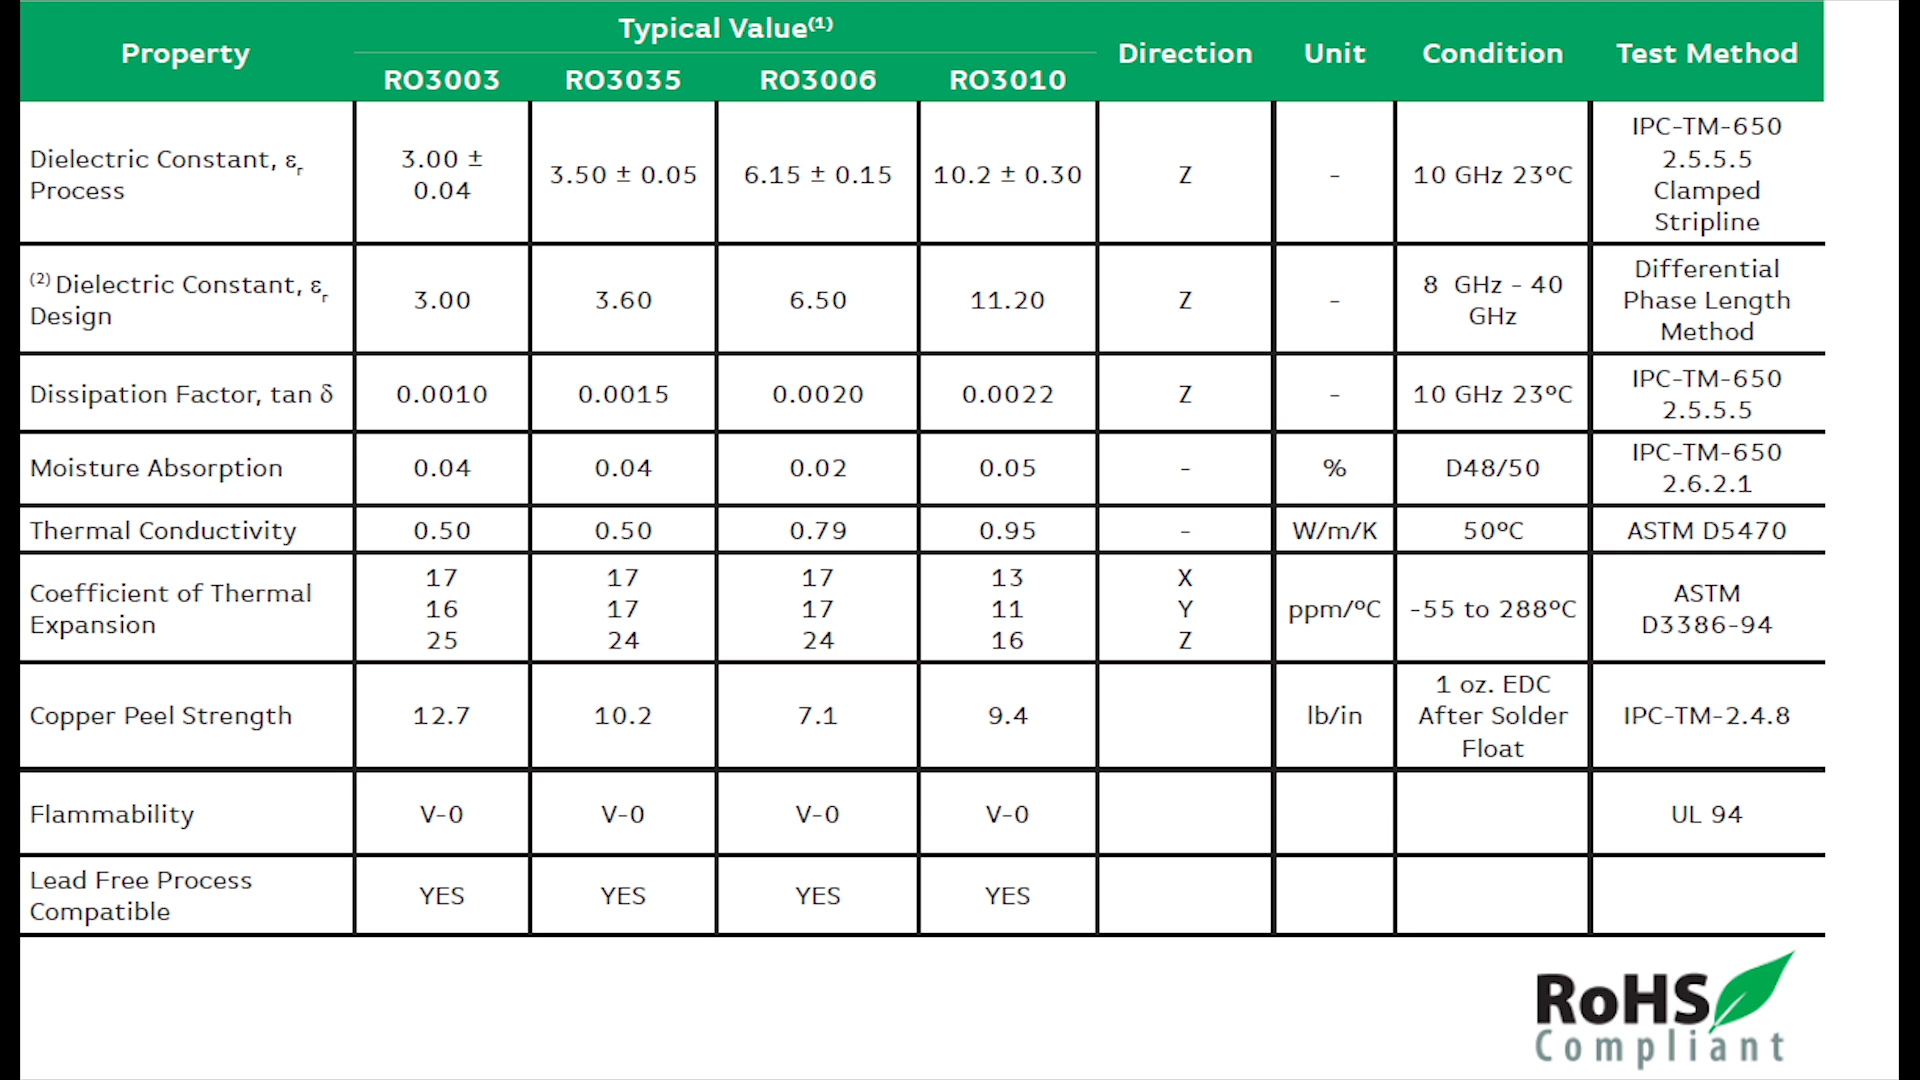 Property Typical Value(1) Direction Unit Condition Test Method
RO3003 RO3035 RO3006 RO3010
Dielectric Constant, εr Process 3.00 ± 0.04 3.50 ± 0.05 6.15 ± 0.15 10.2 ± 0.30 Z - 10 GHz 23°C IPC-TM-650 2.5.5.5 Clamped Stripline
(2) Dielectric Constant, εr Design 3.00 3.60 6.50 11.20 Z - 8 GHz - 40 GHz Differential Phase Length Method
Dissipation Factor, tan δ 0.0010 0.0015 0.0020 0.0022 Z - 10 GHz 23°C IPC-TM-650 2.5.5.5
Moisture Absorption 0.04 0.04 0.02 0.05 - % D48/50 IPC-TM-650 2.6.2.1
Thermal Conductivity 0.50 0.50 0.79 0.95 - W/m/K 50°C ASTM D5470
Coefficient of Thermal Expansion 17 16 25 17 17 24 17 17 24 13 11 16 X Y Z ppm/°C -55 to 288°C ASTM D3386-94
Copper Peel Strength 12.7 10.2 7.1 9.4 lb/in 1 oz. EDC After Solder Float IPC-TM-2.4.8
Flammability V-0 V-0 V-0 V-0 UL 94
Lead Free Process Compatible YES YES YES YES
RoHS
Compliant